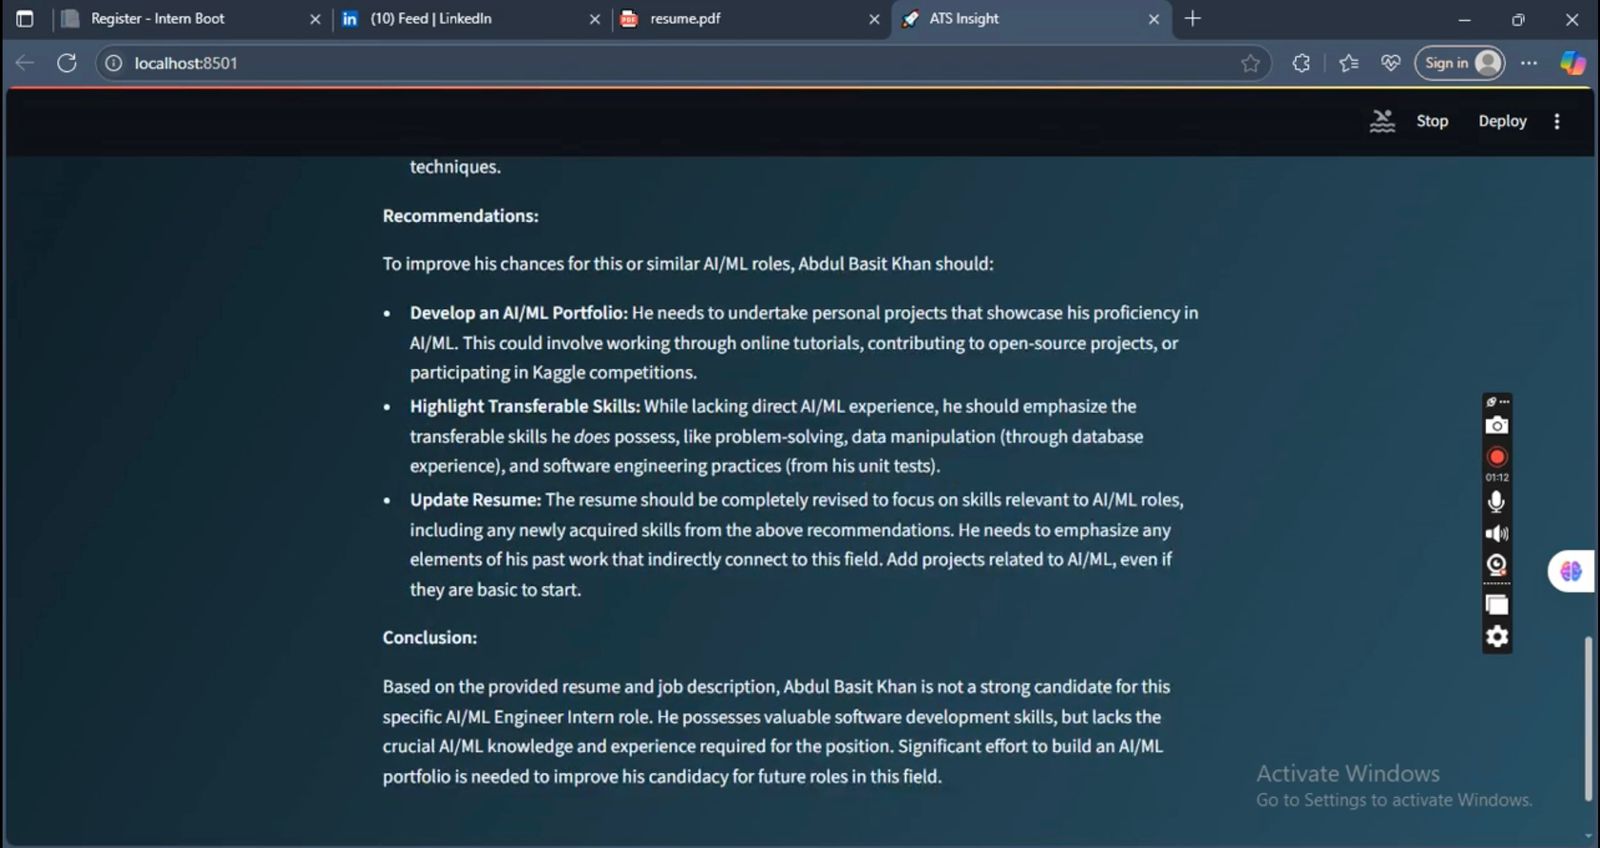 Register - Intern Boot
(10) Feed | LinkedIn
resume.pdf
ATS Insight
localhost:8501
Sign in
Stop
Deploy
techniques.
Recommendations:
To improve his chances for this or similar AI/ML roles, Abdul Basit Khan should:
• Develop an AI/ML Portfolio: He needs to undertake personal projects that showcase his proficiency in
AI/ML. This could involve working through online tutorials, contributing to open-source projects, or
participating in Kaggle competitions.
• Highlight Transferable Skills: While lacking direct AI/ML experience, he should emphasize the
transferable skills he does possess, like problem-solving, data manipulation (through database
experience), and software engineering practices (from his unit tests).
• Update Resume: The resume should be completely revised to focus on skills relevant to AI/ML roles,
including any newly acquired skills from the above recommendations. He needs to emphasize any
elements of his past work that indirectly connect to this field. Add projects related to AI/ML, even if
they are basic to start.
Conclusion:
Based on the provided resume and job description, Abdul Basit Khan is not a strong candidate for this
specific AI/ML Engineer Intern role. He possesses valuable software development skills, but lacks the
crucial AI/ML knowledge and experience required for the position. Significant effort to build an AI/ML
portfolio is needed to improve his candidacy for future roles in this field.
01:12
Activate Windows
Go to Settings to activate Windows.